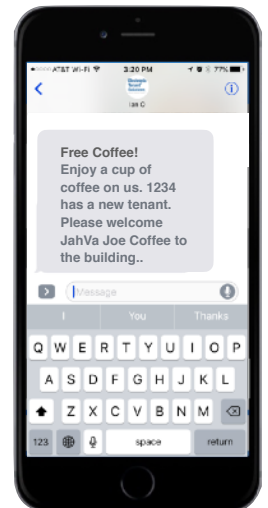 AT&T Wi-Fi 3:20 PM 77%
Ian C
Free Coffee!
Enjoy a cup of
coffee on us. 1234
has a new tenant.
Please welcome
JahVa Joe Coffee to
the building..
Message
I You Thanks
Q W E R T Y U I O P
A S D F G H J K L
Z X C V B N M
123 space return